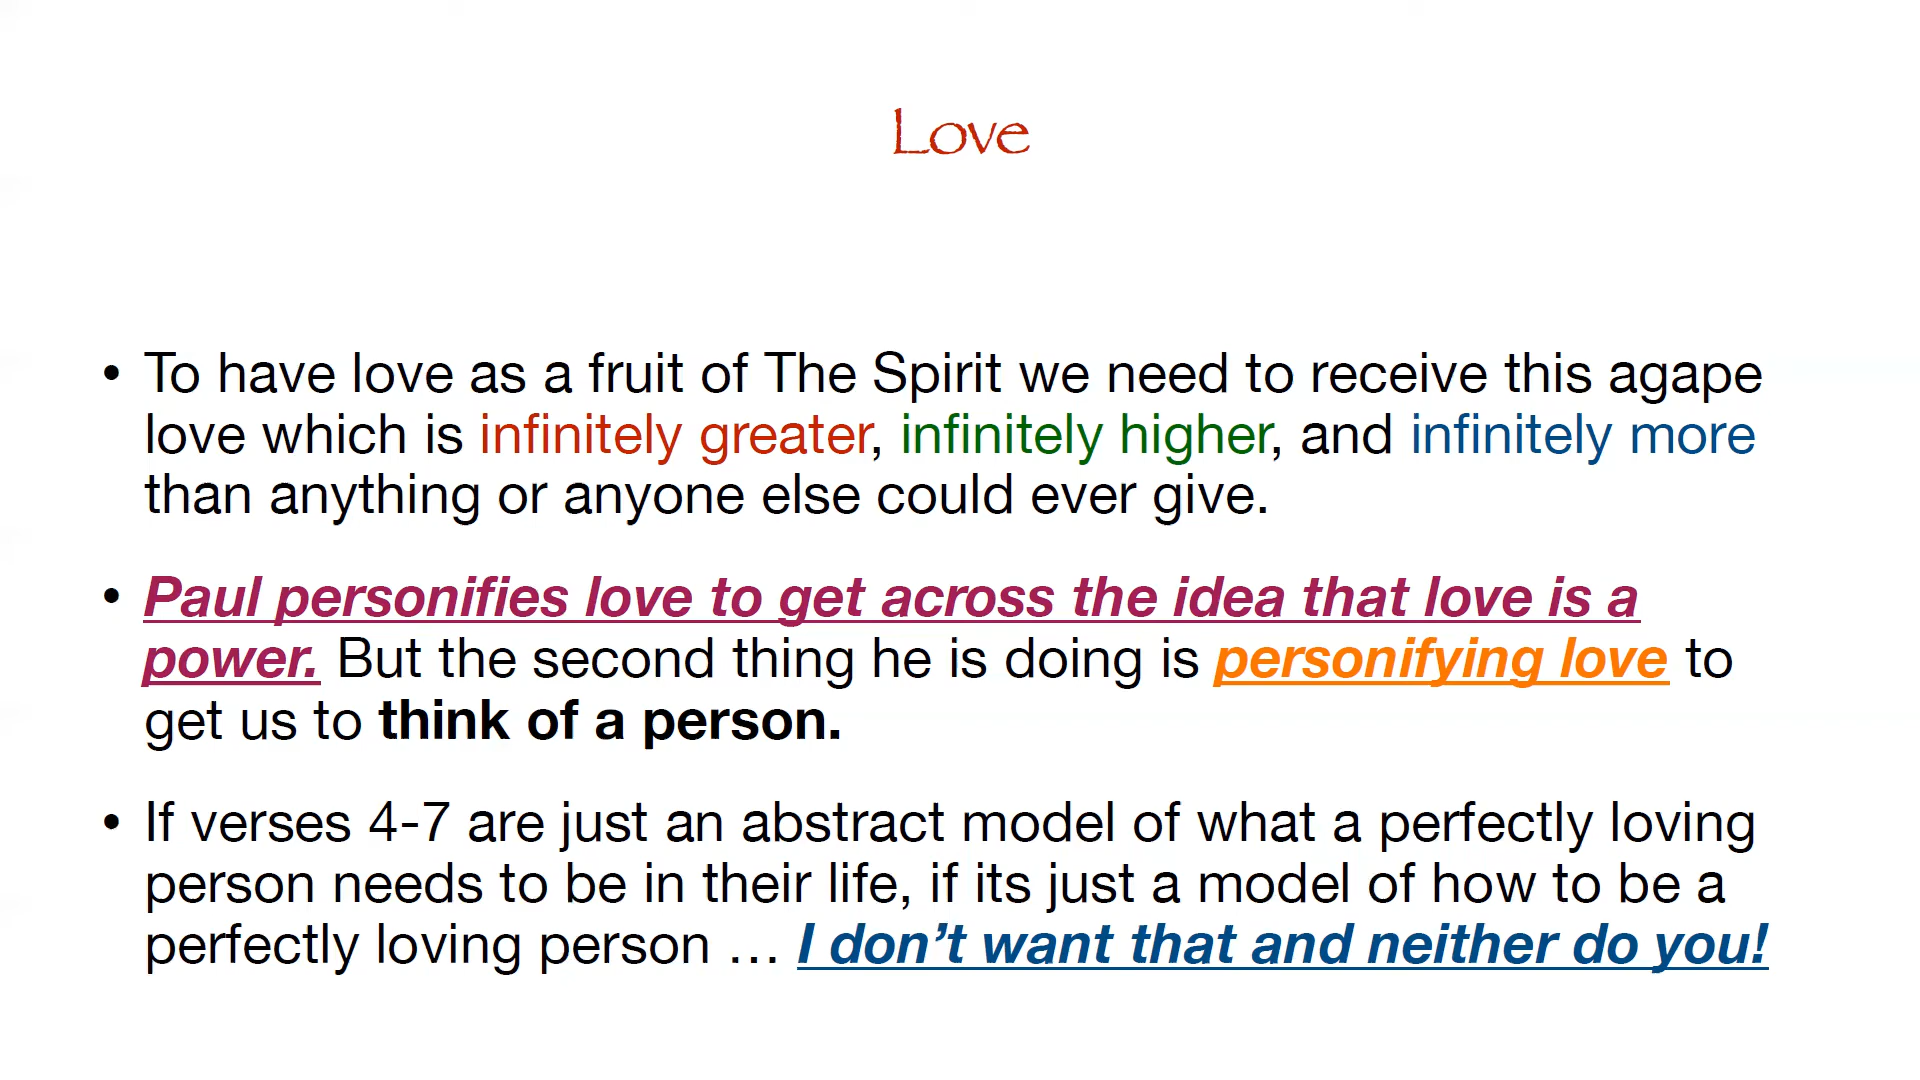 Love
• To have love as a fruit of The Spirit we need to receive this agape
love which is infinitely greater, infinitely higher, and infinitely more
than anything or anyone else could ever give.
• Paul personifies love to get across the idea that love is a
power. But the second thing he is doing is personifying love to
get us to think of a person.
• If verses 4-7 are just an abstract model of what a perfectly loving
person needs to be in their life, if its just a model of how to be a
perfectly loving person … I don’t want that and neither do you!